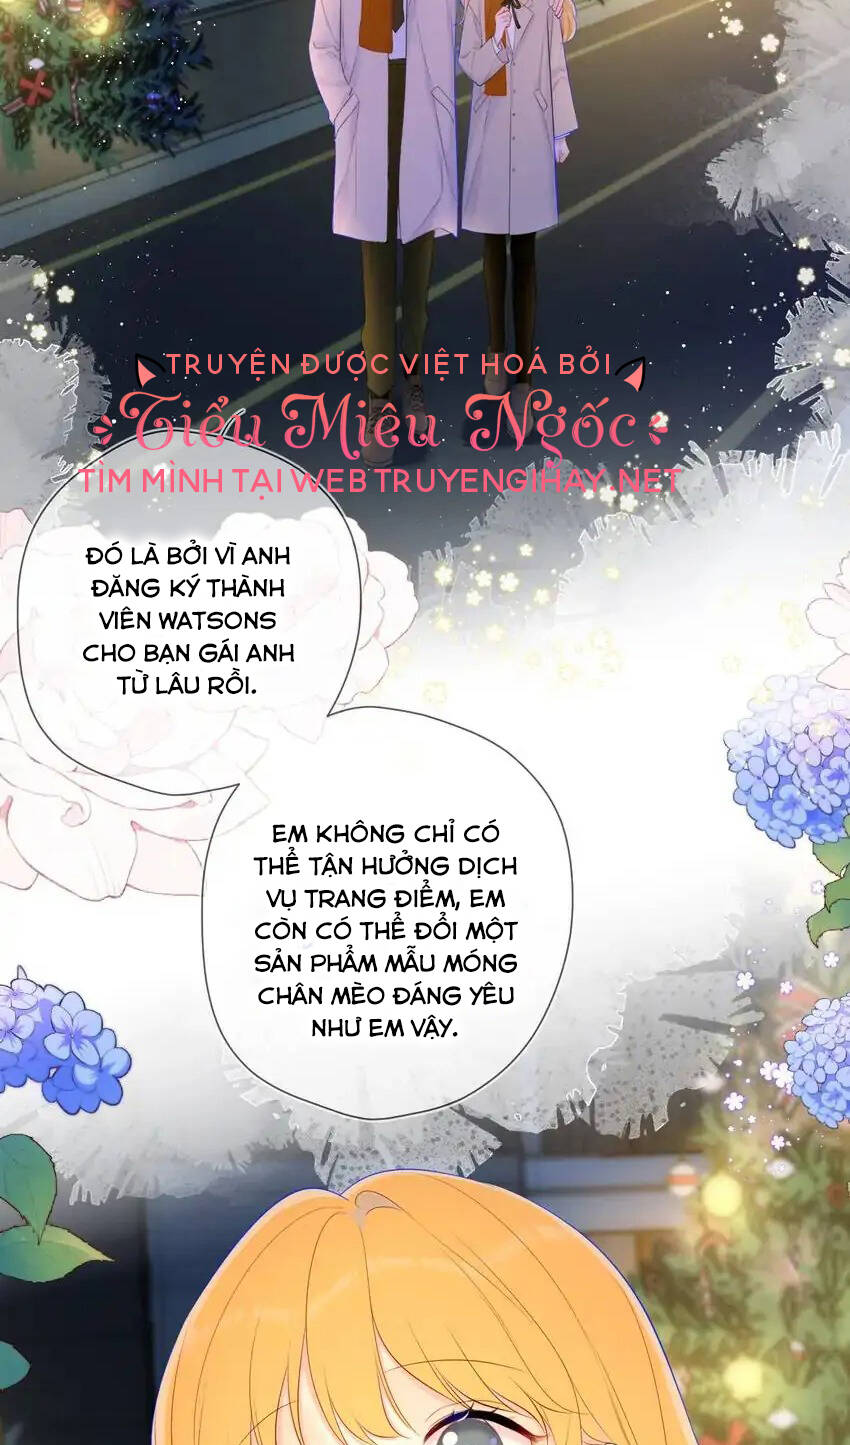 TRUYỆN ĐƯỢC VIỆT HOÁ BỞI
Tiểu Miêu Ngốc
TÌM MÌNH TẠI WEB TRUYENGIHAY.NET
ĐÓ LÀ BỞI VÌ ANH
ĐĂNG KÝ THÀNH
VIÊN WATSONS
CHO BẠN GÁI ANH
TỪ LÂU RỒI.
EM KHÔNG CHỈ CÓ
THỂ TẬN HƯỞNG DỊCH
VỤ TRANG ĐIỂM, EM
CÒN CÓ THỂ ĐỔI MỘT
SẢN PHẨM MẪU MÓNG
CHÂN MÈO ĐÁNG YÊU
NHƯ EM VẬY.